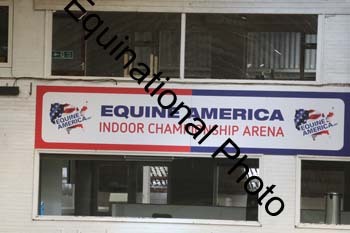 EQUINE AMERICA
INDOOR CHAMPIONSHIP ARENA
EQUINE
AMERICA
EQUINE
AMERICA
Equinational Photo